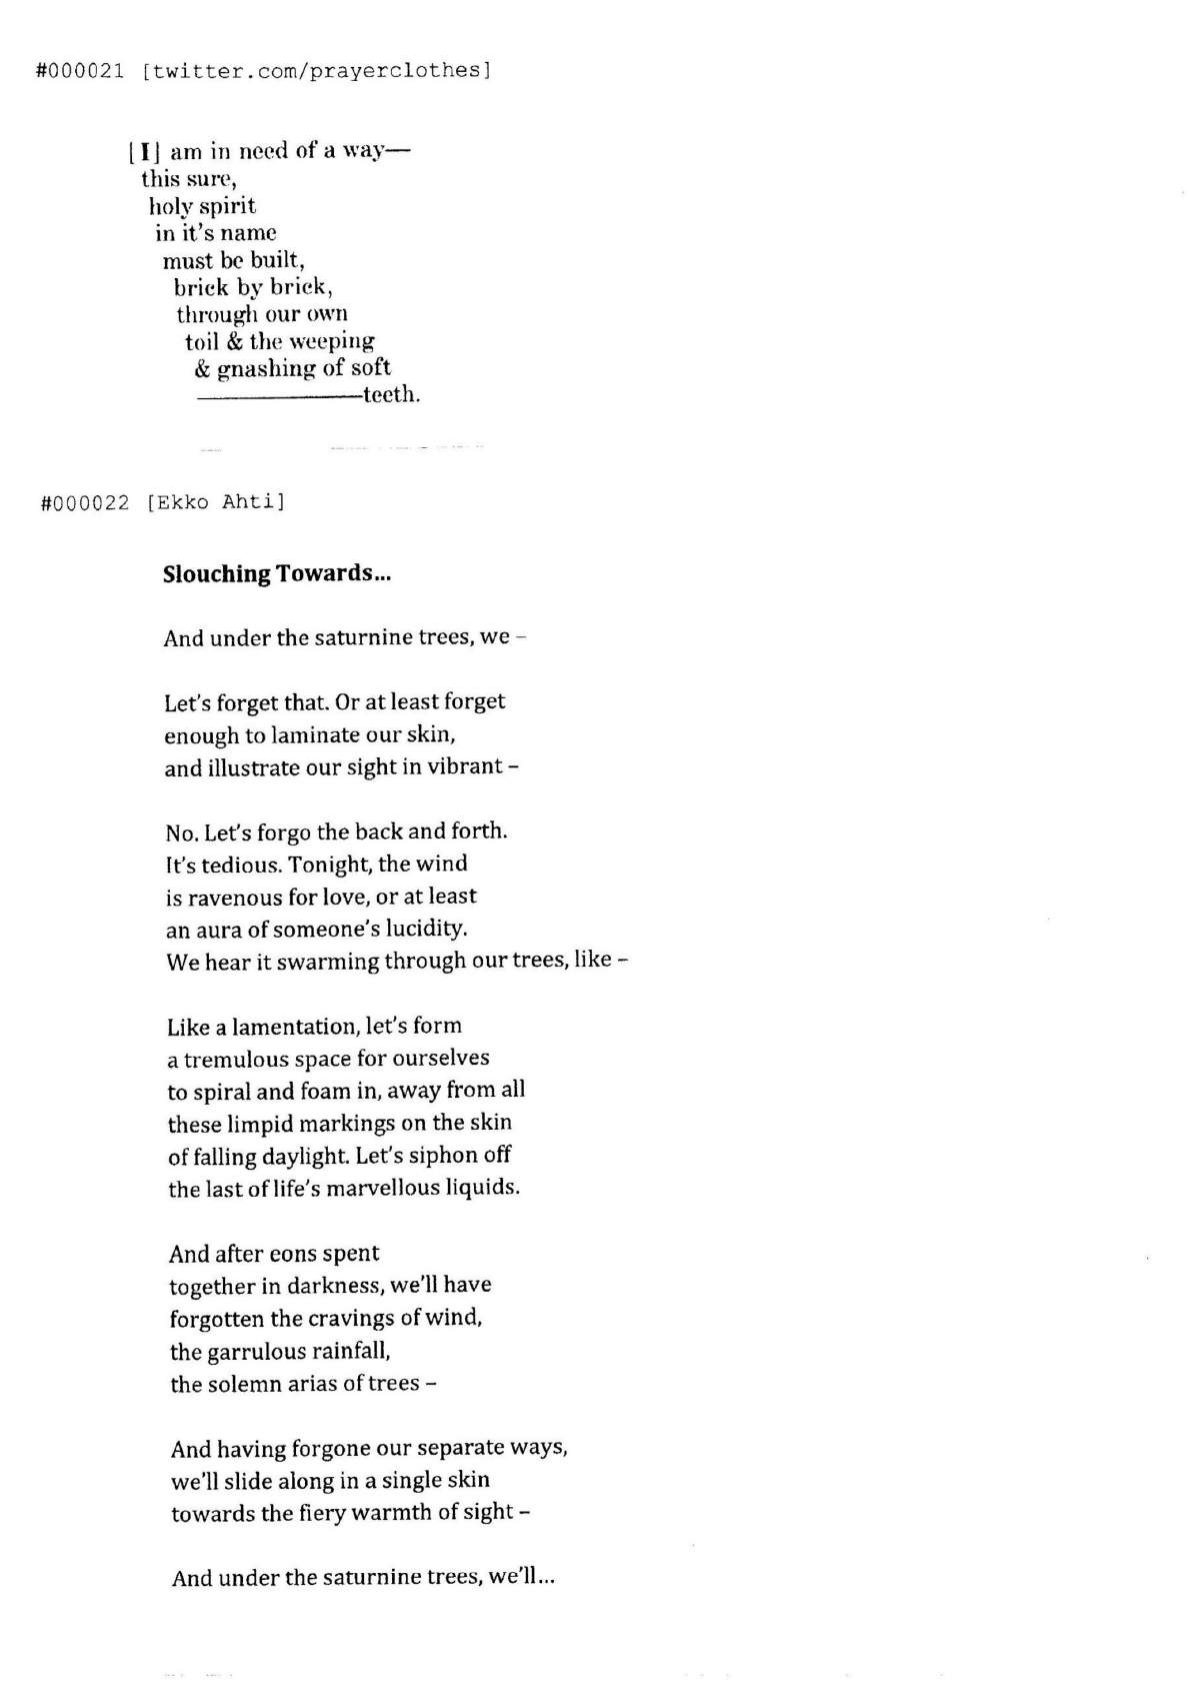 #000021 [twitter.com/prayerclothes]
[I] am in need of a way—
this sure,
holy spirit
in it's name
must be built,
brick by brick,
through our own
toil & the weeping
& gnashing of soft
————teeth.
#000022 [Ekko Ahti]
Slouching Towards...
And under the saturnine trees, we –
Let's forget that. Or at least forget
enough to laminate our skin,
and illustrate our sight in vibrant –
No. Let's forgo the back and forth.
It's tedious. Tonight, the wind
is ravenous for love, or at least
an aura of someone's lucidity.
We hear it swarming through our trees, like –
Like a lamentation, let's form
a tremulous space for ourselves
to spiral and foam in, away from all
these limpid markings on the skin
of falling daylight. Let's siphon off
the last of life's marvellous liquids.
And after eons spent
together in darkness, we'll have
forgotten the cravings of wind,
the garrulous rainfall,
the solemn arias of trees –
And having forgone our separate ways,
we'll slide along in a single skin
towards the fiery warmth of sight –
And under the saturnine trees, we'll...